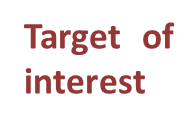 Target of
interest